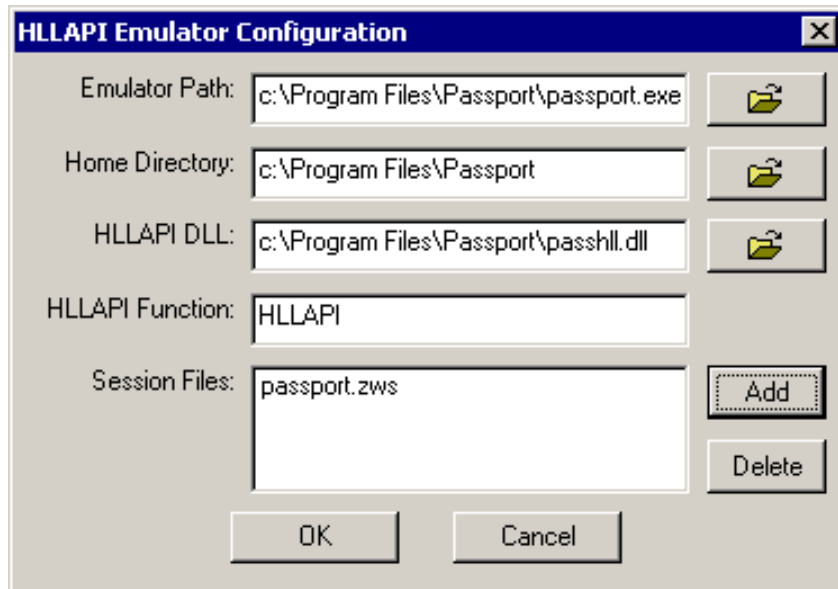 HLLAPI Emulator Configuration
Emulator Path: c:\Program Files\Passport\passport.exe
Home Directory: c:\Program Files\Passport
HLLAPI DLL: c:\Program Files\Passport\passhll.dll
HLLAPI Function: HLLAPI
Session Files: passport.zws Add
Delete
OK Cancel